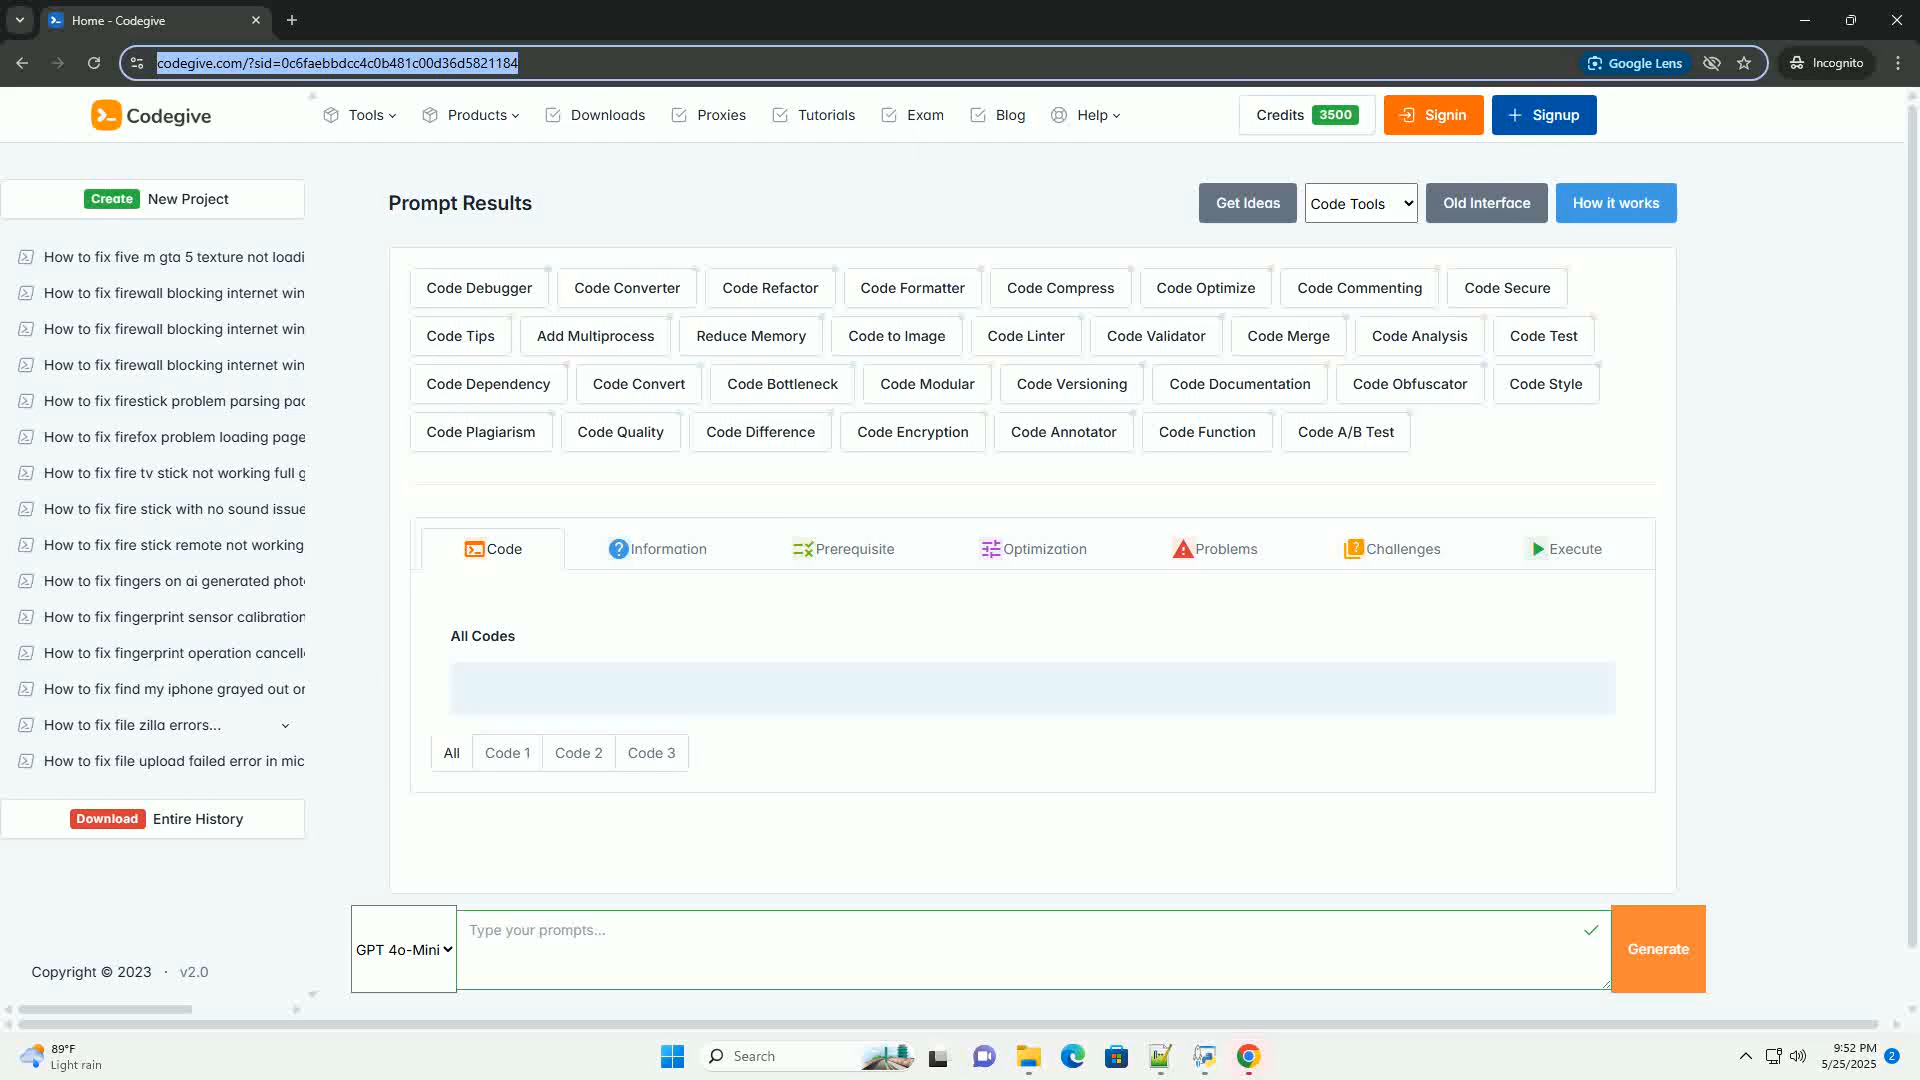 Home - Codegive
codegive.com/?sid=0c6faebbdcc4c0b481c00d36d5821184
Google Lens
Incognito
Codegive
Tools
Products
Downloads
Proxies
Tutorials
Exam
Blog
Help
Credits 3500
Signin
Signup
Create New Project
How to fix five m gta 5 texture not loadi
How to fix firewall blocking internet win
How to fix firewall blocking internet win
How to fix firewall blocking internet win
How to fix firestick problem parsing pac
How to fix firefox problem loading page
How to fix fire tv stick not working full g
How to fix fire stick with no sound issue
How to fix fire stick remote not working
How to fix fingers on ai generated phot
How to fix fingerprint sensor calibration
How to fix fingerprint operation cancell
How to fix find my iphone grayed out or
How to fix file zilla errors...
How to fix file upload failed error in mic
Download Entire History
Copyright © 2023 · v2.0
Prompt Results
Get Ideas
Code Tools
Old Interface
How it works
Code Debugger
Code Converter
Code Refactor
Code Formatter
Code Compress
Code Optimize
Code Commenting
Code Secure
Code Tips
Add Multiprocess
Reduce Memory
Code to Image
Code Linter
Code Validator
Code Merge
Code Analysis
Code Test
Code Dependency
Code Convert
Code Bottleneck
Code Modular
Code Versioning
Code Documentation
Code Obfuscator
Code Style
Code Plagiarism
Code Quality
Code Difference
Code Encryption
Code Annotator
Code Function
Code A/B Test
Code
Information
Prerequisite
Optimization
Problems
Challenges
Execute
All Codes
All
Code 1
Code 2
Code 3
GPT 4o-Mini
Type your prompts...
Generate
89°F
Light rain
Search
9:52 PM
5/25/2025
2